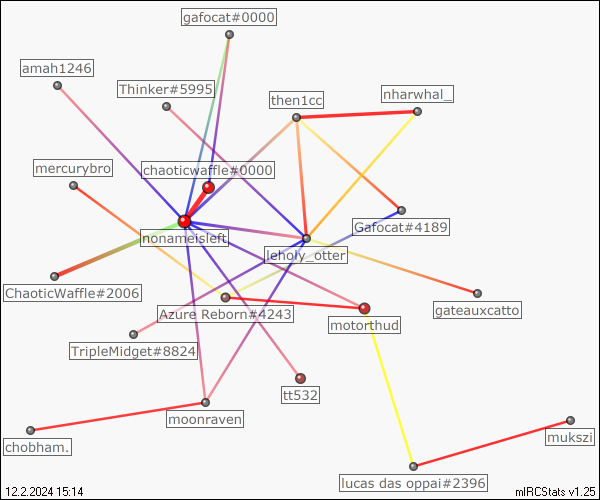 gafocat#0000
amah1246
Thinker#5995
nharwhal_
then1cc
mercurybro
chaoticwaffle#0000
Gafocat#4189
nonameisleft
leholy_otter
ChaoticWaffle#2006
gateauxcatto
Azure Reborn#4243
motorthud
TripleMidget#8824
tt532
moonraven
chobham.
mukszi
lucas das oppai#2396
12.2.2024 15:14
mIRCStats v1.25